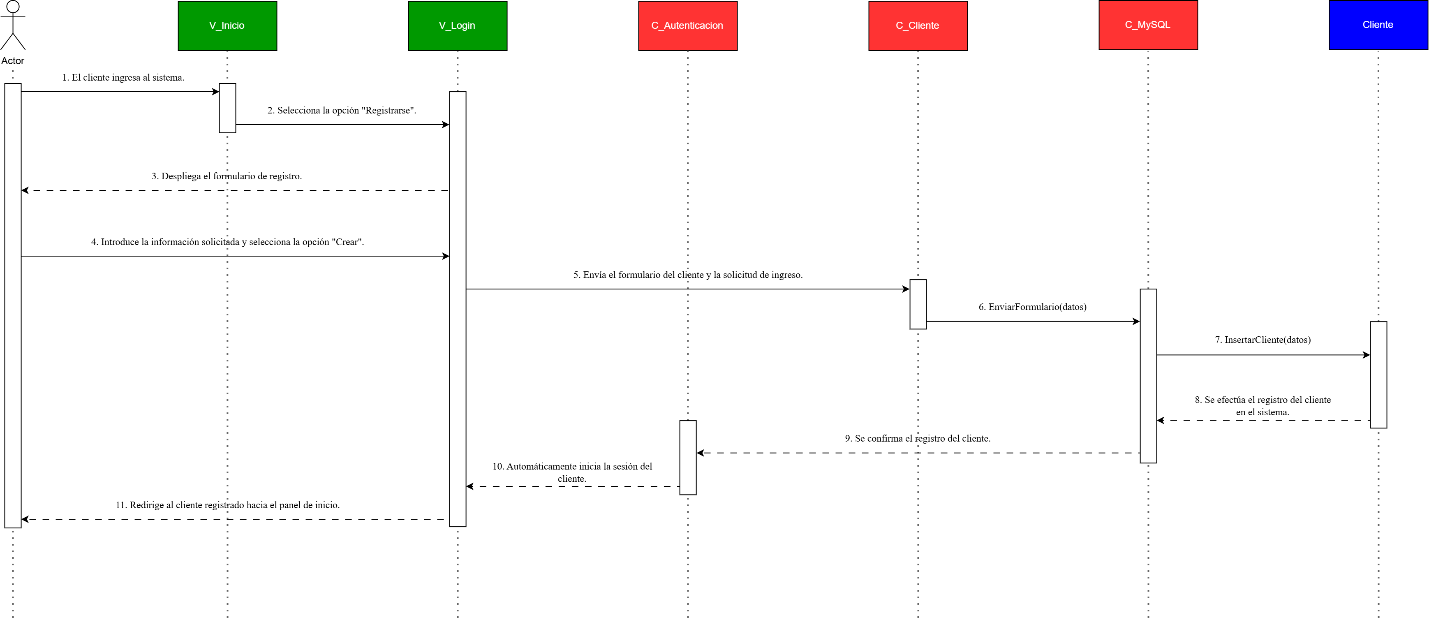 V_Inicio
V_Login
C_Autenticacion
C_Cliente
C_MySQL
Cliente
Actor
1. El cliente ingresa al sistema.
2. Selecciona la opción "Registrarse".
3. Despliega el formulario de registro.
4. Introduce la información solicitada y selecciona la opción "Crear".
5. Envía el formulario del cliente y la solicitud de ingreso.
6. EnviarFormulario(datos)
7. InsertarCliente(datos)
8. Se efectúa el registro del cliente
en el sistema.
9. Se confirma el registro del cliente.
10. Automáticamente inicia la sesión del
cliente.
11. Redirige al cliente registrado hacia el panel de inicio.